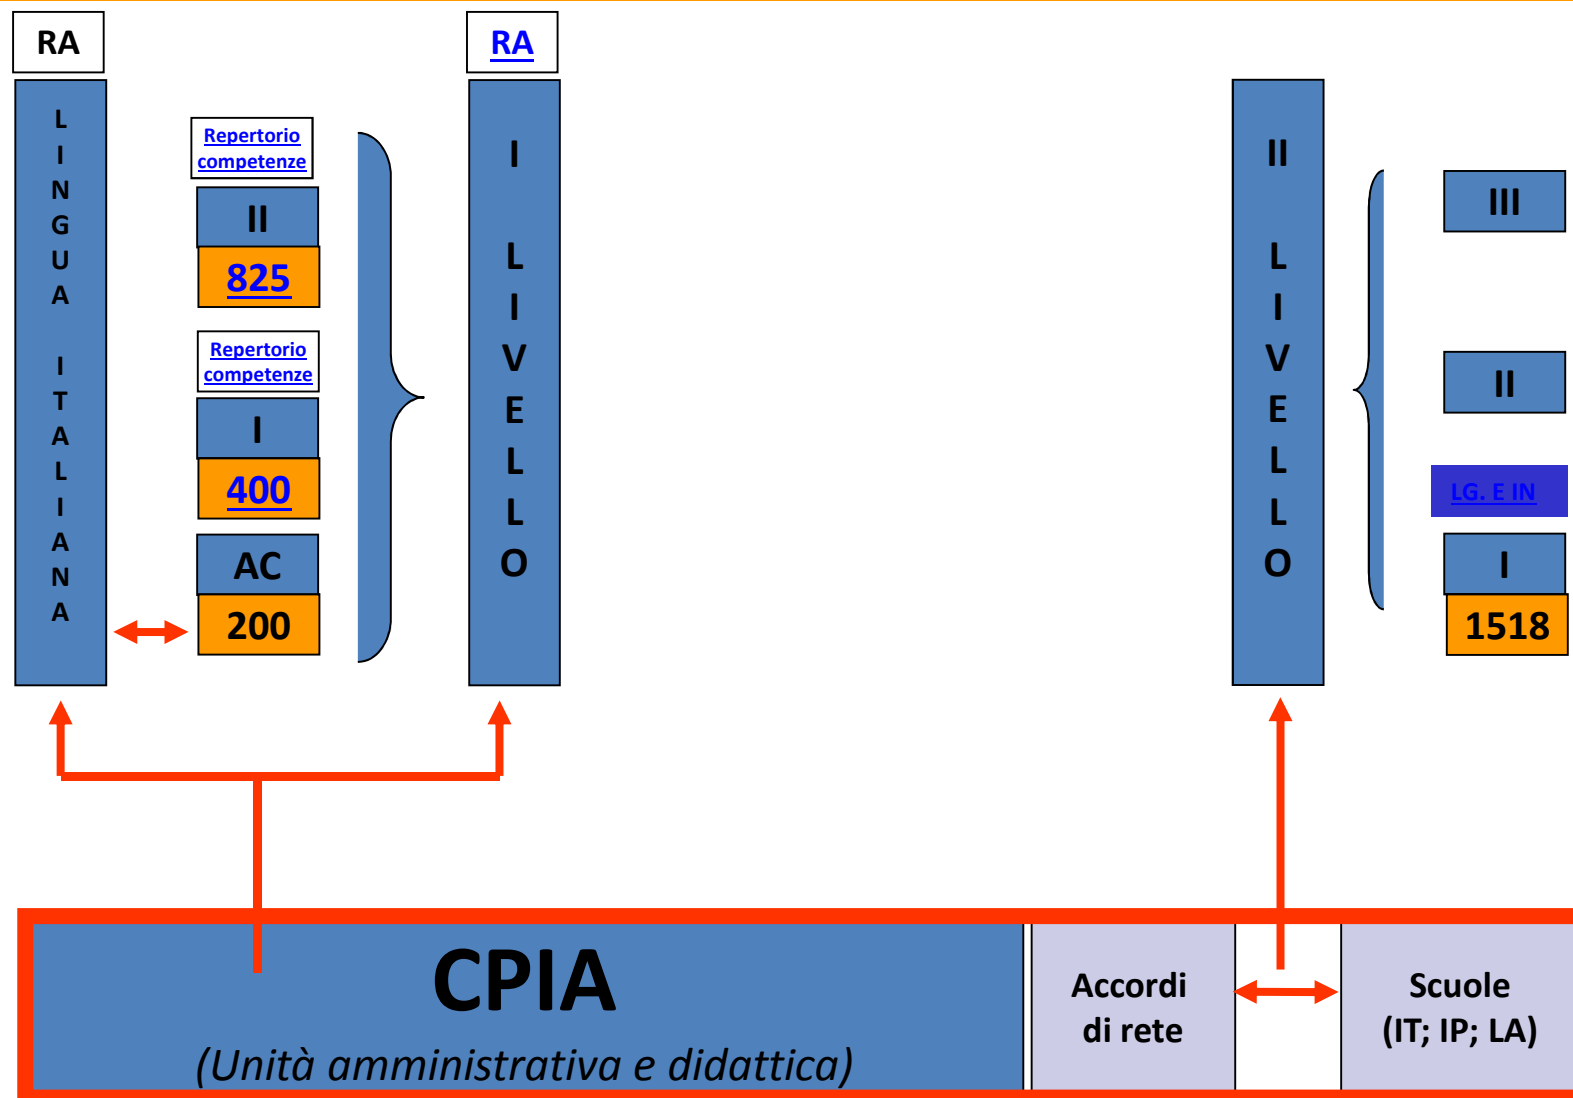 RA
LINGUA ITALIANA
Repertorio
competenze
II
825
Repertorio
competenze
I
400
AC
200
RA
I LIVELLO
II LIVELLO
III
II
LG. E IN
I
1518
CPIA
(Unità amministrativa e didattica)
Accordi
di rete
Scuole
(IT; IP; LA)